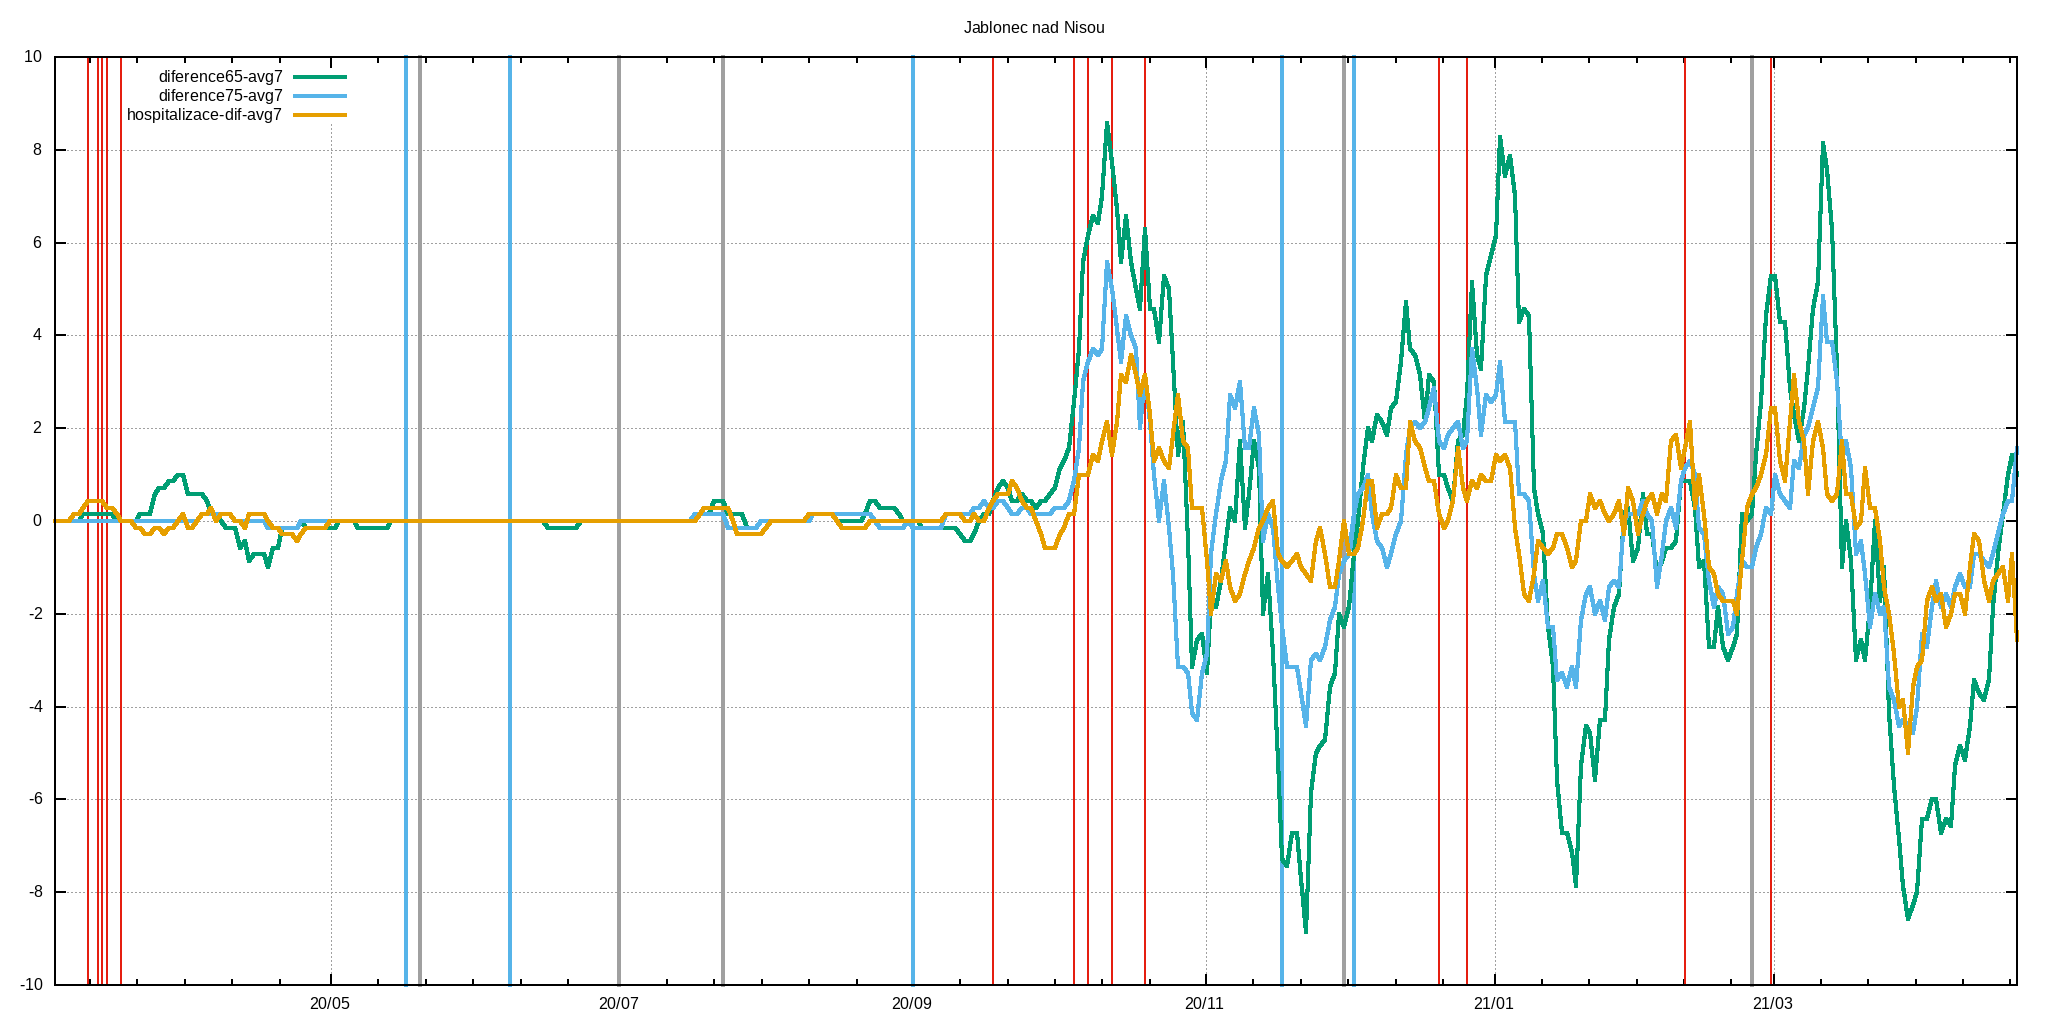 Jablonec nad Nisou
diference65-avg7
diference75-avg7
hospitalizace-dif-avg7
10
8
6
4
2
0
-2
-4
-6
-8
-10
20/05 20/07 20/09 20/11 21/01 21/03